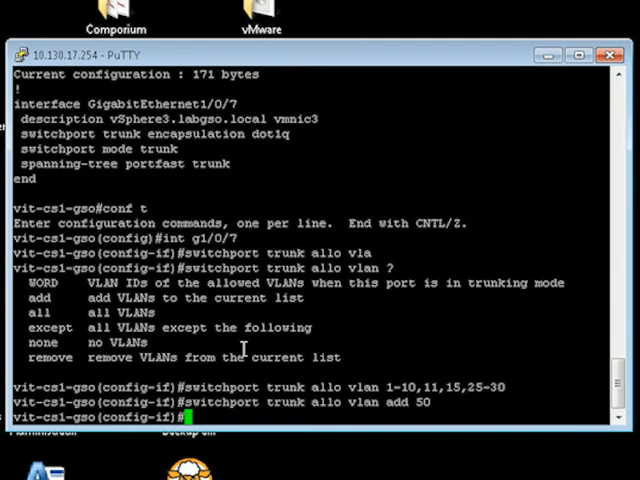 Comporium
vMware
10.130.17.254 - PuTTY
Current configuration : 171 bytes
!
interface GigabitEthernet1/0/7
description vSphere3.labgso.local vmnic3
switchport trunk encapsulation dot1q
switchport mode trunk
spanning-tree portfast trunk
end
vit-cs1-gso#conf t
Enter configuration commands, one per line.  End with CNTL/Z.
vit-cs1-gso(config)#int g1/0/7
vit-cs1-gso(config-if)#switchport trunk allo vla
vit-cs1-gso(config-if)#switchport trunk allo vlan ?
WORD    VLAN IDs of the allowed VLANs when this port is in trunking mode
add     add VLANs to the current list
all     all VLANs
except  all VLANs except the following
none    no VLANs
remove  remove VLANs from the current list
vit-cs1-gso(config-if)#switchport trunk allo vlan 1-10,11,15,25-30
vit-cs1-gso(config-if)#switchport trunk allo vlan add 50
vit-cs1-gso(config-if)#